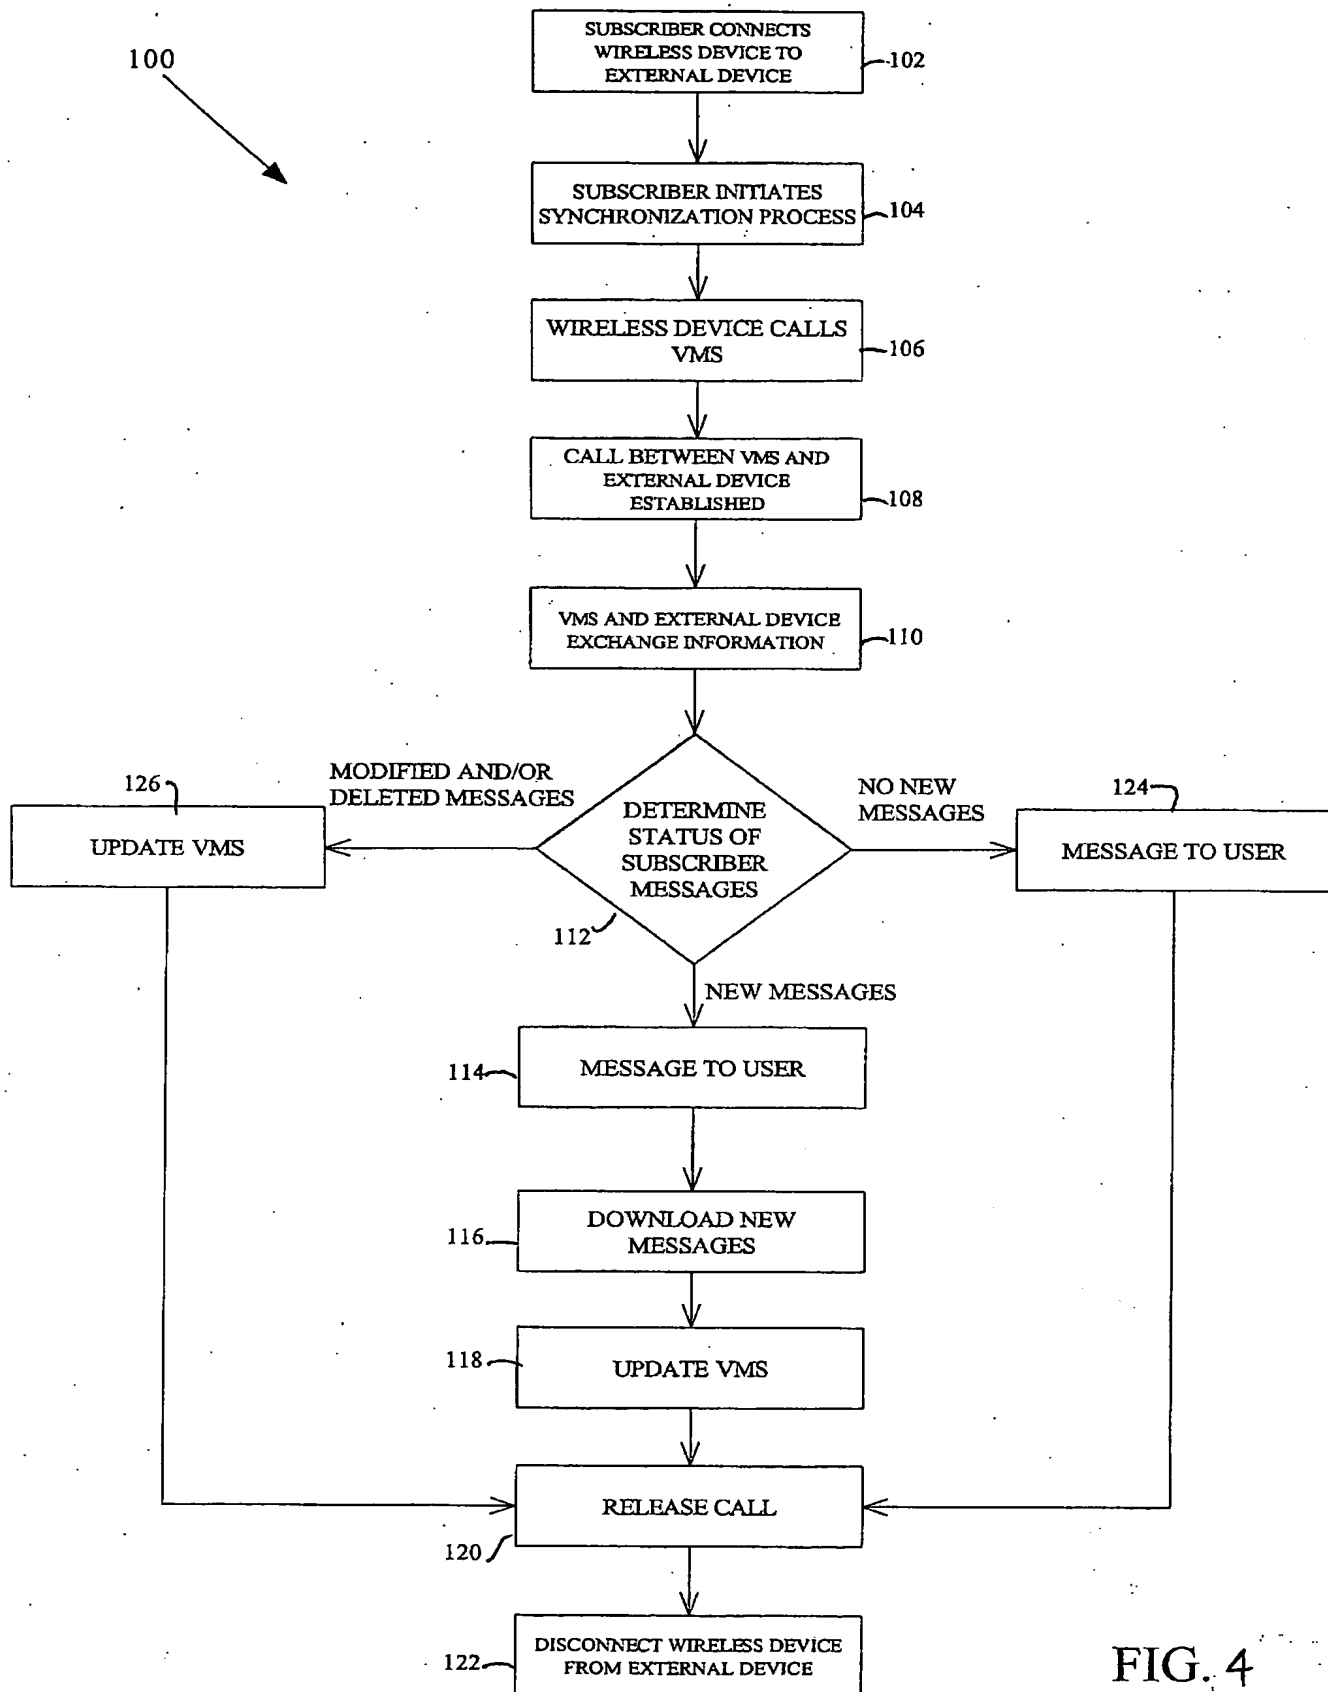 SUBSCRIBER CONNECTS
WIRELESS DEVICE TO
EXTERNAL DEVICE
102
100
SUBSCRIBER INITIATES
SYNCHRONIZATION PROCESS
104
WIRELESS DEVICE CALLS
VMS
106
CALL BETWEEN VMS AND
EXTERNAL DEVICE
ESTABLISHED
108
VMS AND EXTERNAL DEVICE
EXCHANGE INFORMATION
110
126
MODIFIED AND/OR
DELETED MESSAGES
UPDATE VMS
DETERMINE
STATUS OF
SUBSCRIBER
MESSAGES
112
NO NEW
MESSAGES
124
MESSAGE TO USER
NEW MESSAGES
114
MESSAGE TO USER
116
DOWNLOAD NEW
MESSAGES
118
UPDATE VMS
RELEASE CALL
120
122
DISCONNECT WIRELESS DEVICE
FROM EXTERNAL DEVICE
FIG. 4